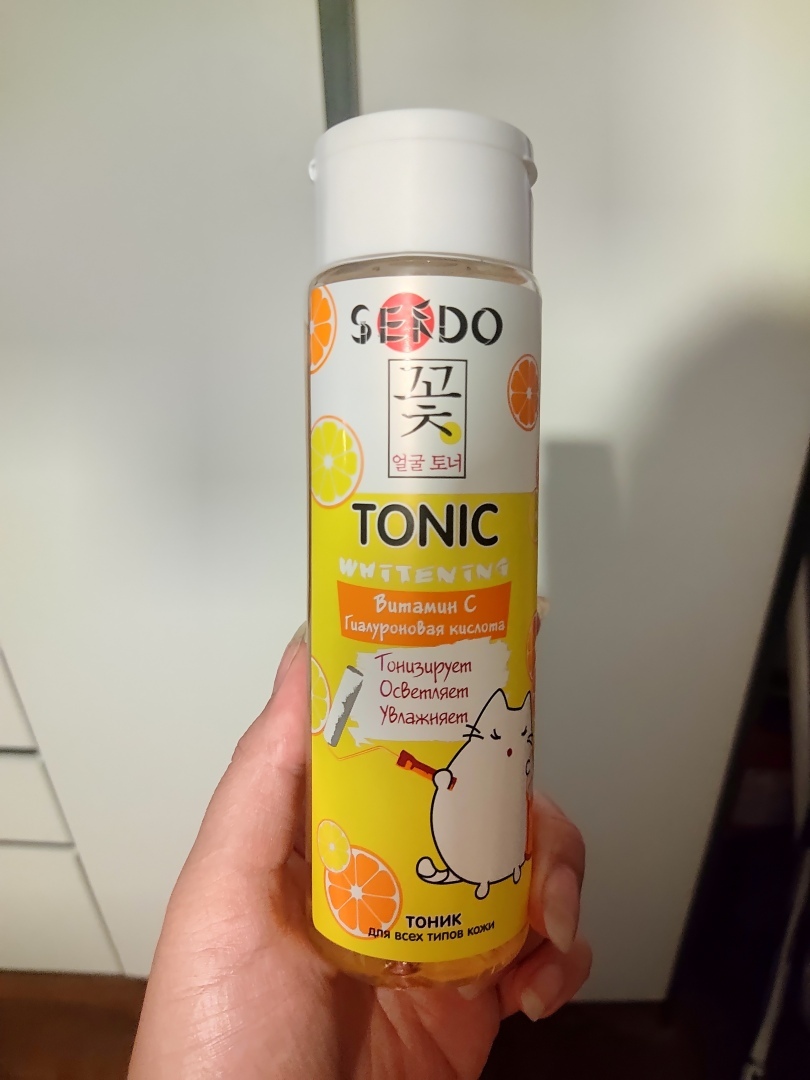 SENDO
꽃
얼굴 토너
TONIC
WHITENING
Витамин С
Гиалуроновая кислота
Тонизирует
Осветляет
Увлажняет
ТОНИК
для всех типов кожи